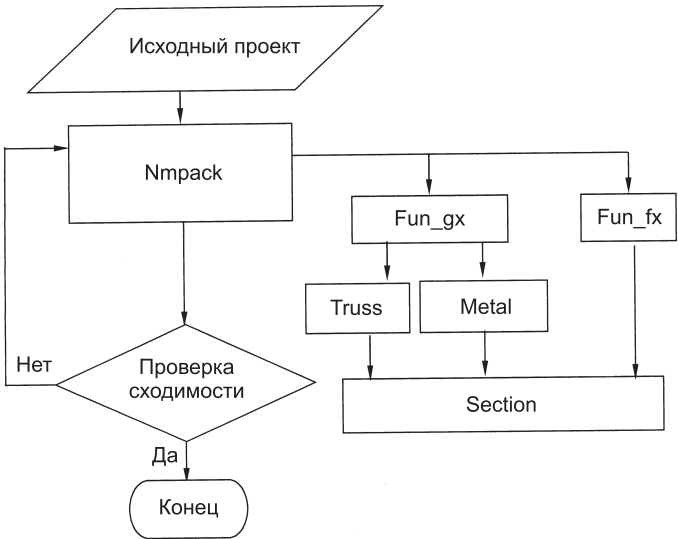 Исходный проект
Nmpack
Fun_gx
Fun_fx
Truss
Metal
Нет
Проверка
сходимости
Section
Да
Конец